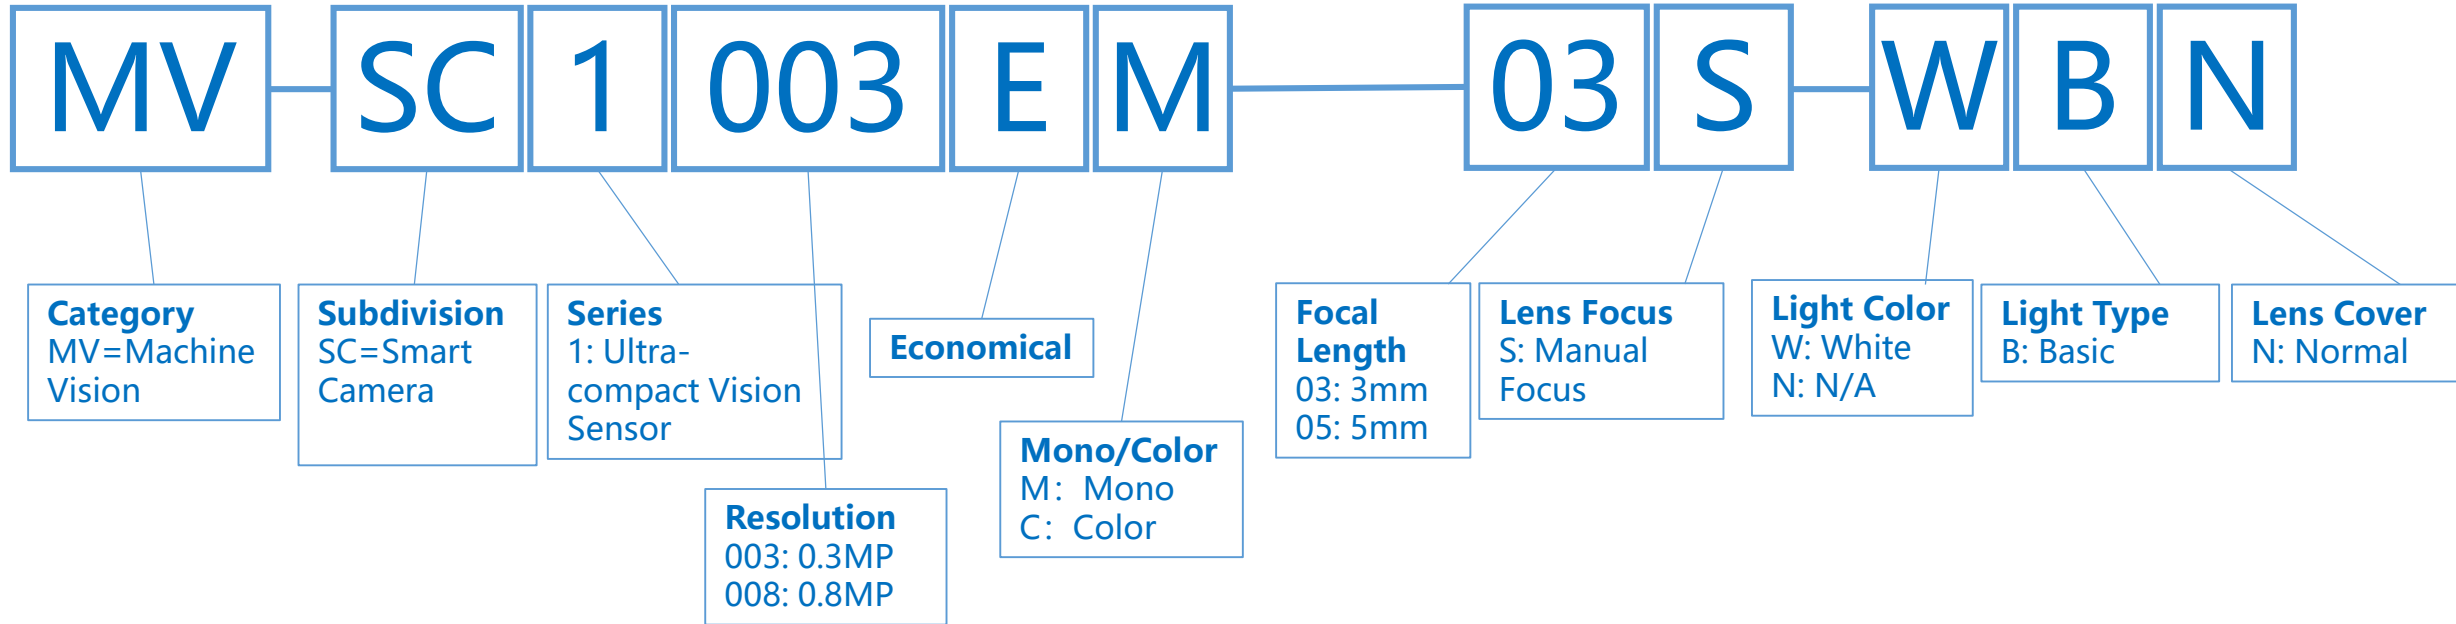 MV SC 1 003 E M 03 S W B N
Category
MV=Machine
Vision
Subdivision
SC=Smart
Camera
Series
1: Ultra-
compact Vision
Sensor
Resolution
003: 0.3MP
008: 0.8MP
Economical
Mono/Color
M: Mono
C: Color
Focal
Length
03: 3mm
05: 5mm
Lens Focus
S: Manual
Focus
Light Color
W: White
N: N/A
Light Type
B: Basic
Lens Cover
N: Normal